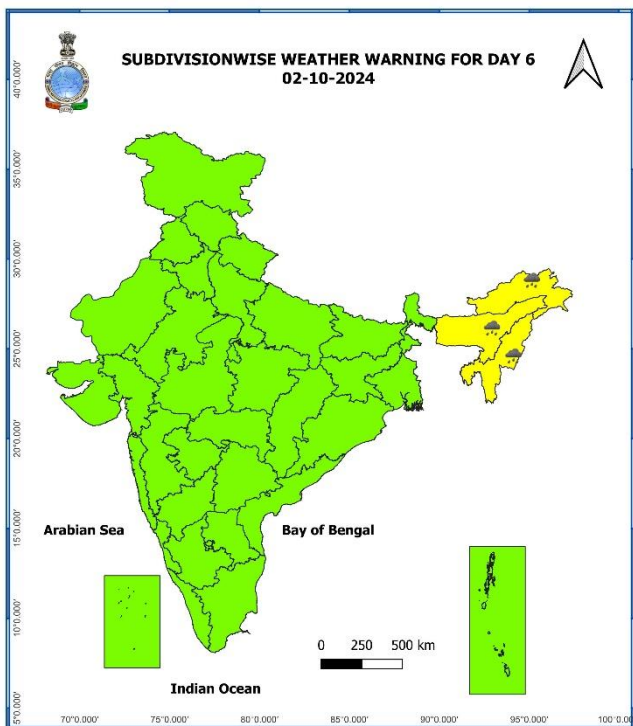 SUBDIVISIONWISE WEATHER WARNING FOR DAY 6
02-10-2024
40°0.000'
35°0.000'
30°0.000'
25°0.000'
20°0.000'
15°0.000'
10°0.000'
5°0.000'
Arabian Sea
Bay of Bengal
0 250 500 km
Indian Ocean
70°0.000' 75°0.000' 80°0.000' 85°0.000' 90°0.000' 95°0.000' 100°0.0